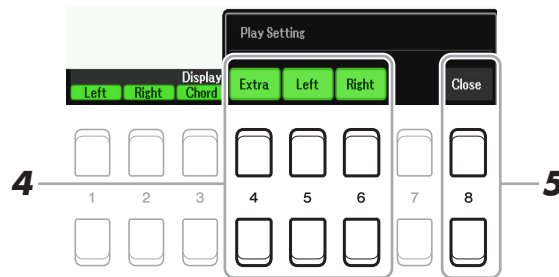 Play Setting
Display
Left Right Chord Extra Left Right Close
4 1 2 3 4 5 6 7 8 5